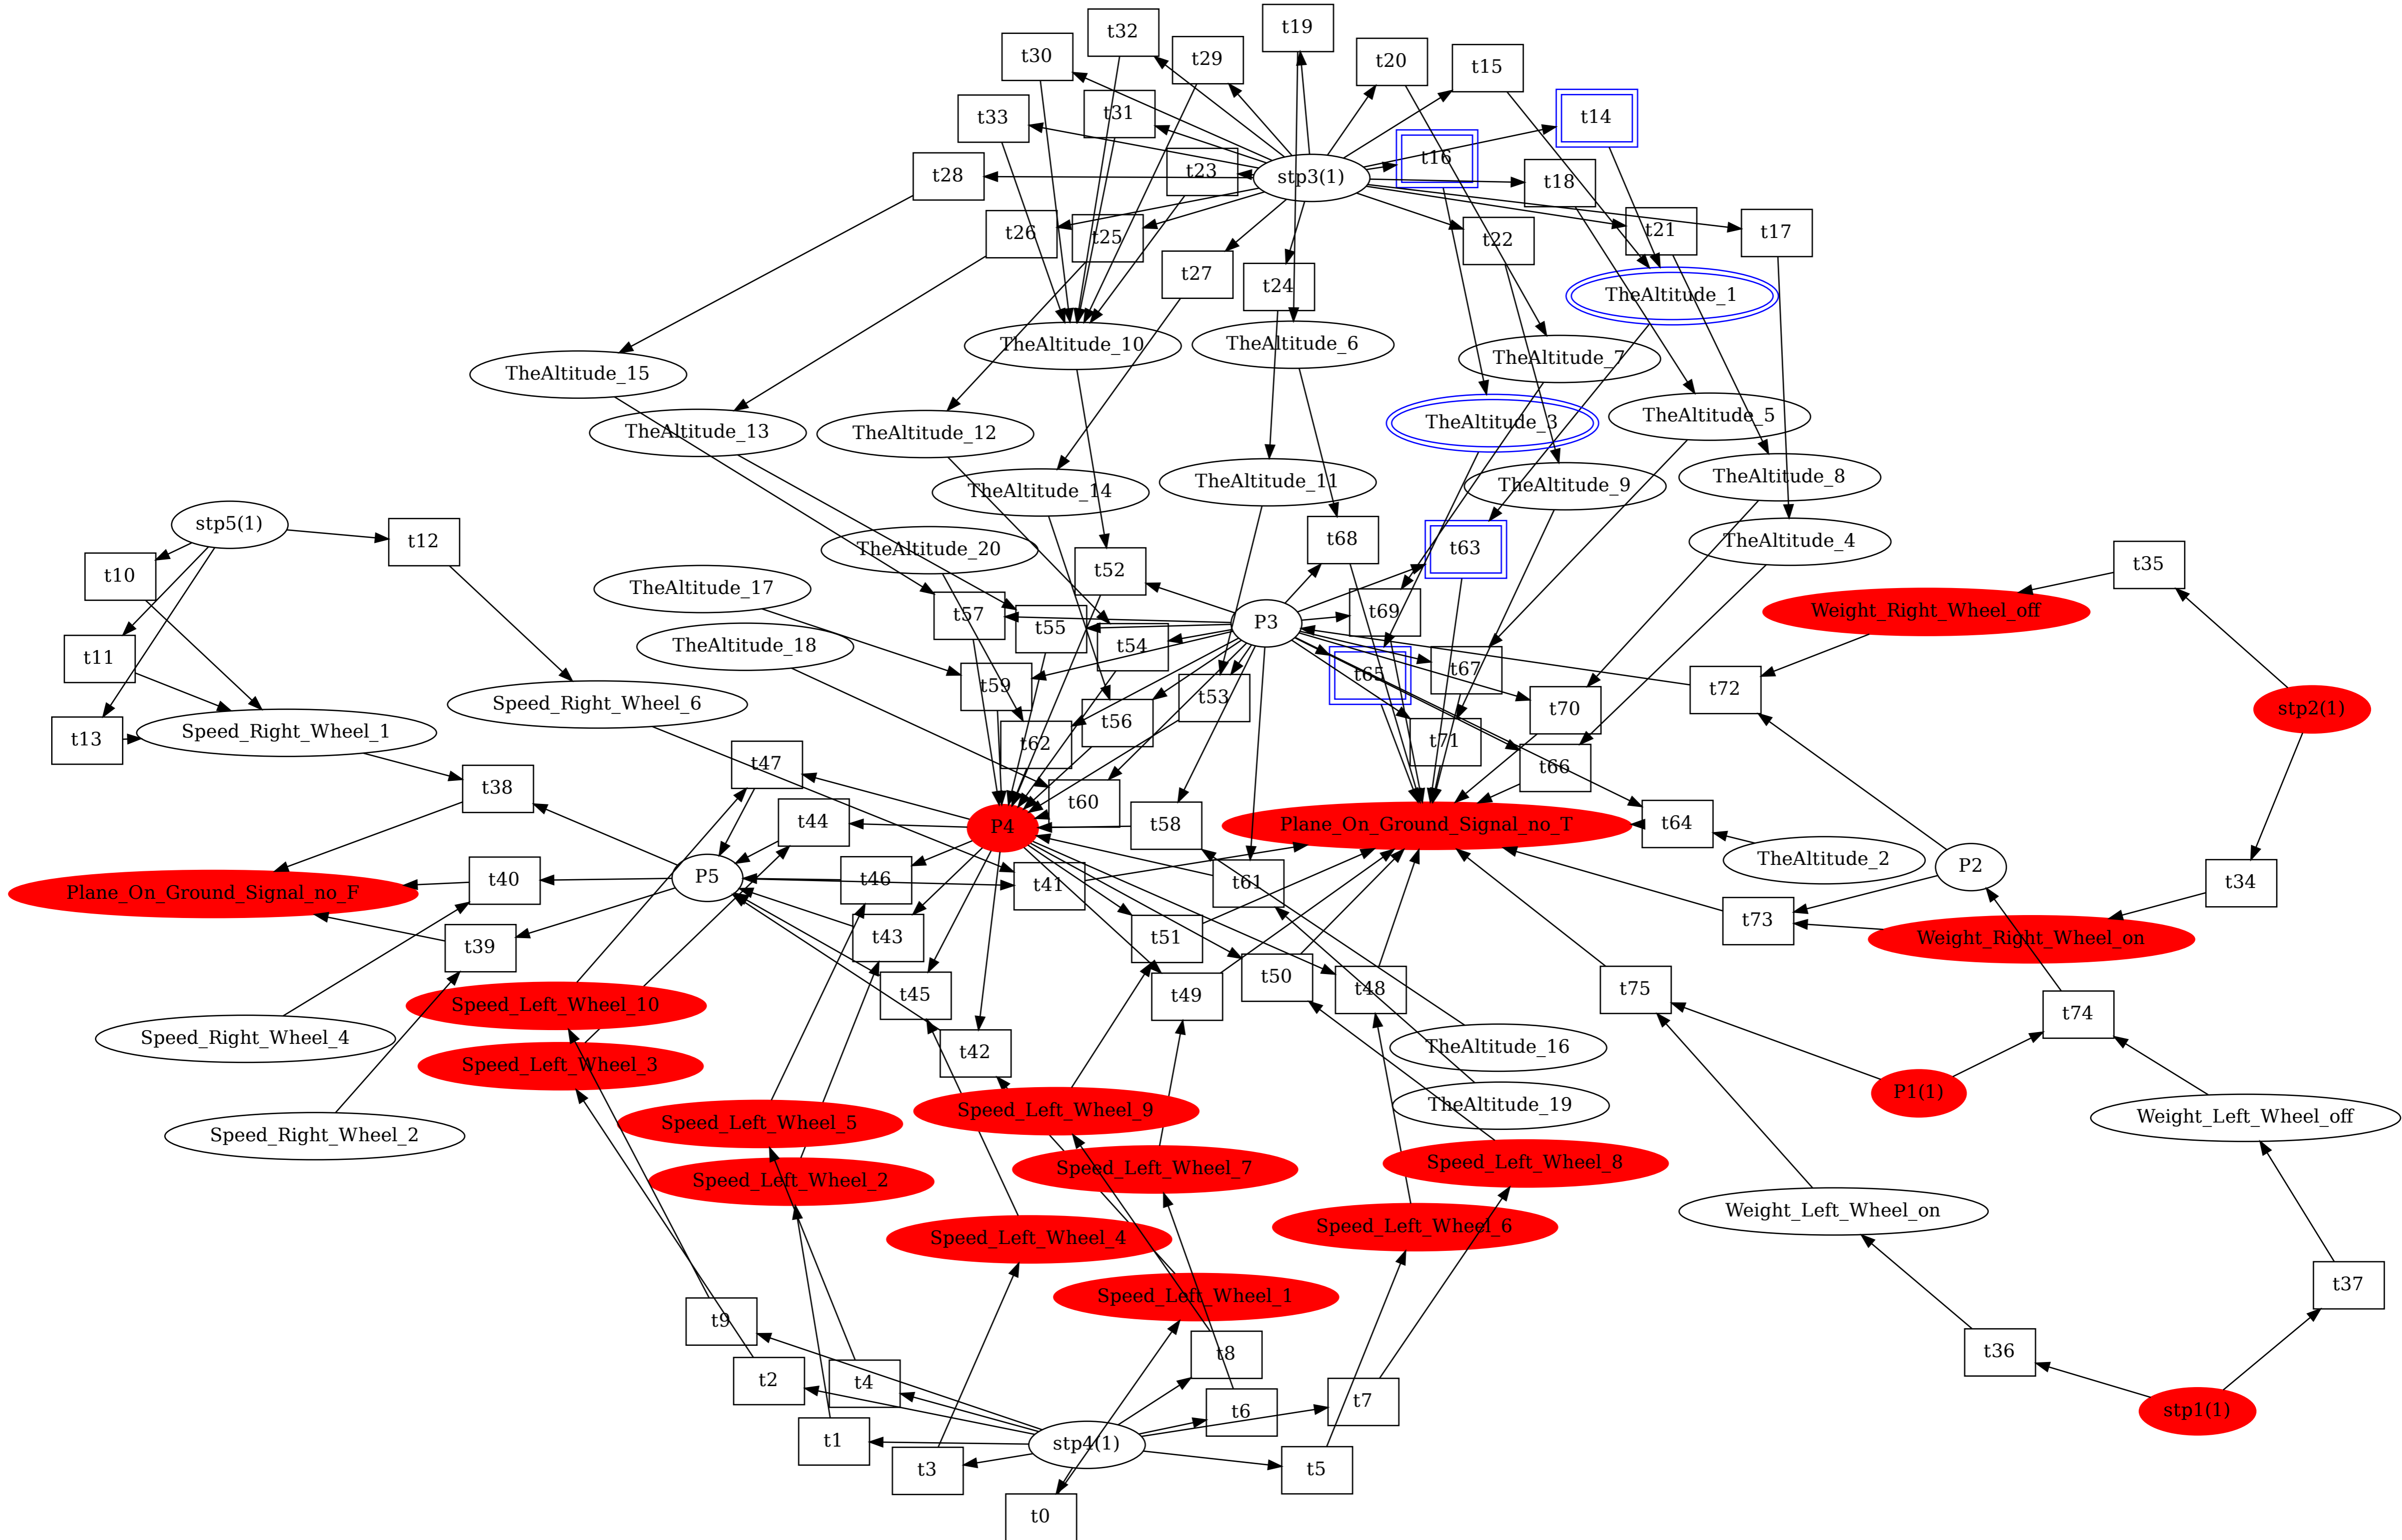 t19
t32
t20
t30
t29
t15
t31
t14
t33
t16
t23
t28
stp3(1)
t18
t26
t25
t22
t21
t17
t27
t24
TheAltitude_1
TheAltitude_10
TheAltitude_6
TheAltitude_7
TheAltitude_15
TheAltitude_3
TheAltitude_5
TheAltitude_13
TheAltitude_12
TheAltitude_8
TheAltitude_11
TheAltitude_9
TheAltitude_14
stp5(1)
t12
t68
t63
TheAltitude_4
TheAltitude_20
t35
t10
t52
TheAltitude_17
t57
t69
Weight_Right_Wheel_off
P3
t55
TheAltitude_18
t54
t11
t67
t65
t59
t72
t53
Speed_Right_Wheel_6
t70
stp2(1)
t56
Speed_Right_Wheel_1
t13
t62
t71
t47
t66
t38
t60
t44
P4
t58
Plane_On_Ground_Signal_no_T
t64
TheAltitude_2
P2
P5
t46
t40
t41
t61
t34
Plane_On_Ground_Signal_no_F
t73
t43
t51
Weight_Right_Wheel_on
t39
t50
t48
t75
t45
t49
Speed_Left_Wheel_10
t74
Speed_Right_Wheel_4
TheAltitude_16
t42
Speed_Left_Wheel_3
P1(1)
TheAltitude_19
Speed_Left_Wheel_9
Weight_Left_Wheel_off
Speed_Left_Wheel_5
Speed_Right_Wheel_2
Speed_Left_Wheel_8
Speed_Left_Wheel_7
Speed_Left_Wheel_2
Weight_Left_Wheel_on
Speed_Left_Wheel_6
Speed_Left_Wheel_4
t37
Speed_Left_Wheel_1
t9
t36
t8
t2
t4
t7
t6
stp1(1)
t1
stp4(1)
t3
t5
t0